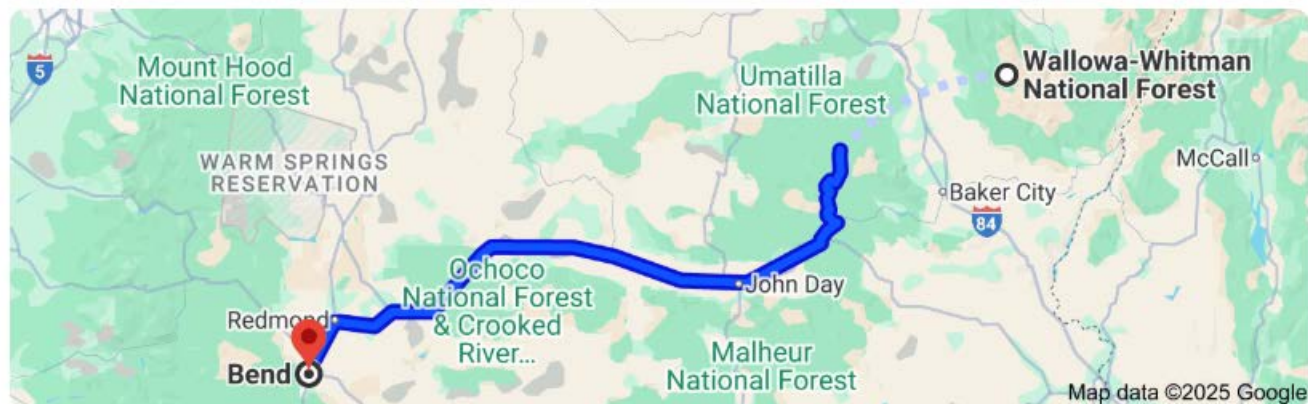 5
Mount Hood
National Forest
Umatilla
National Forest
Wallowa-Whitman
National Forest
WARM SPRINGS
RESERVATION
McCall
Baker City
84
Ochoco
National Forest
& Crooked
River...
John Day
Redmond
Malheur
National Forest
Bend
Map data ©2025 Google